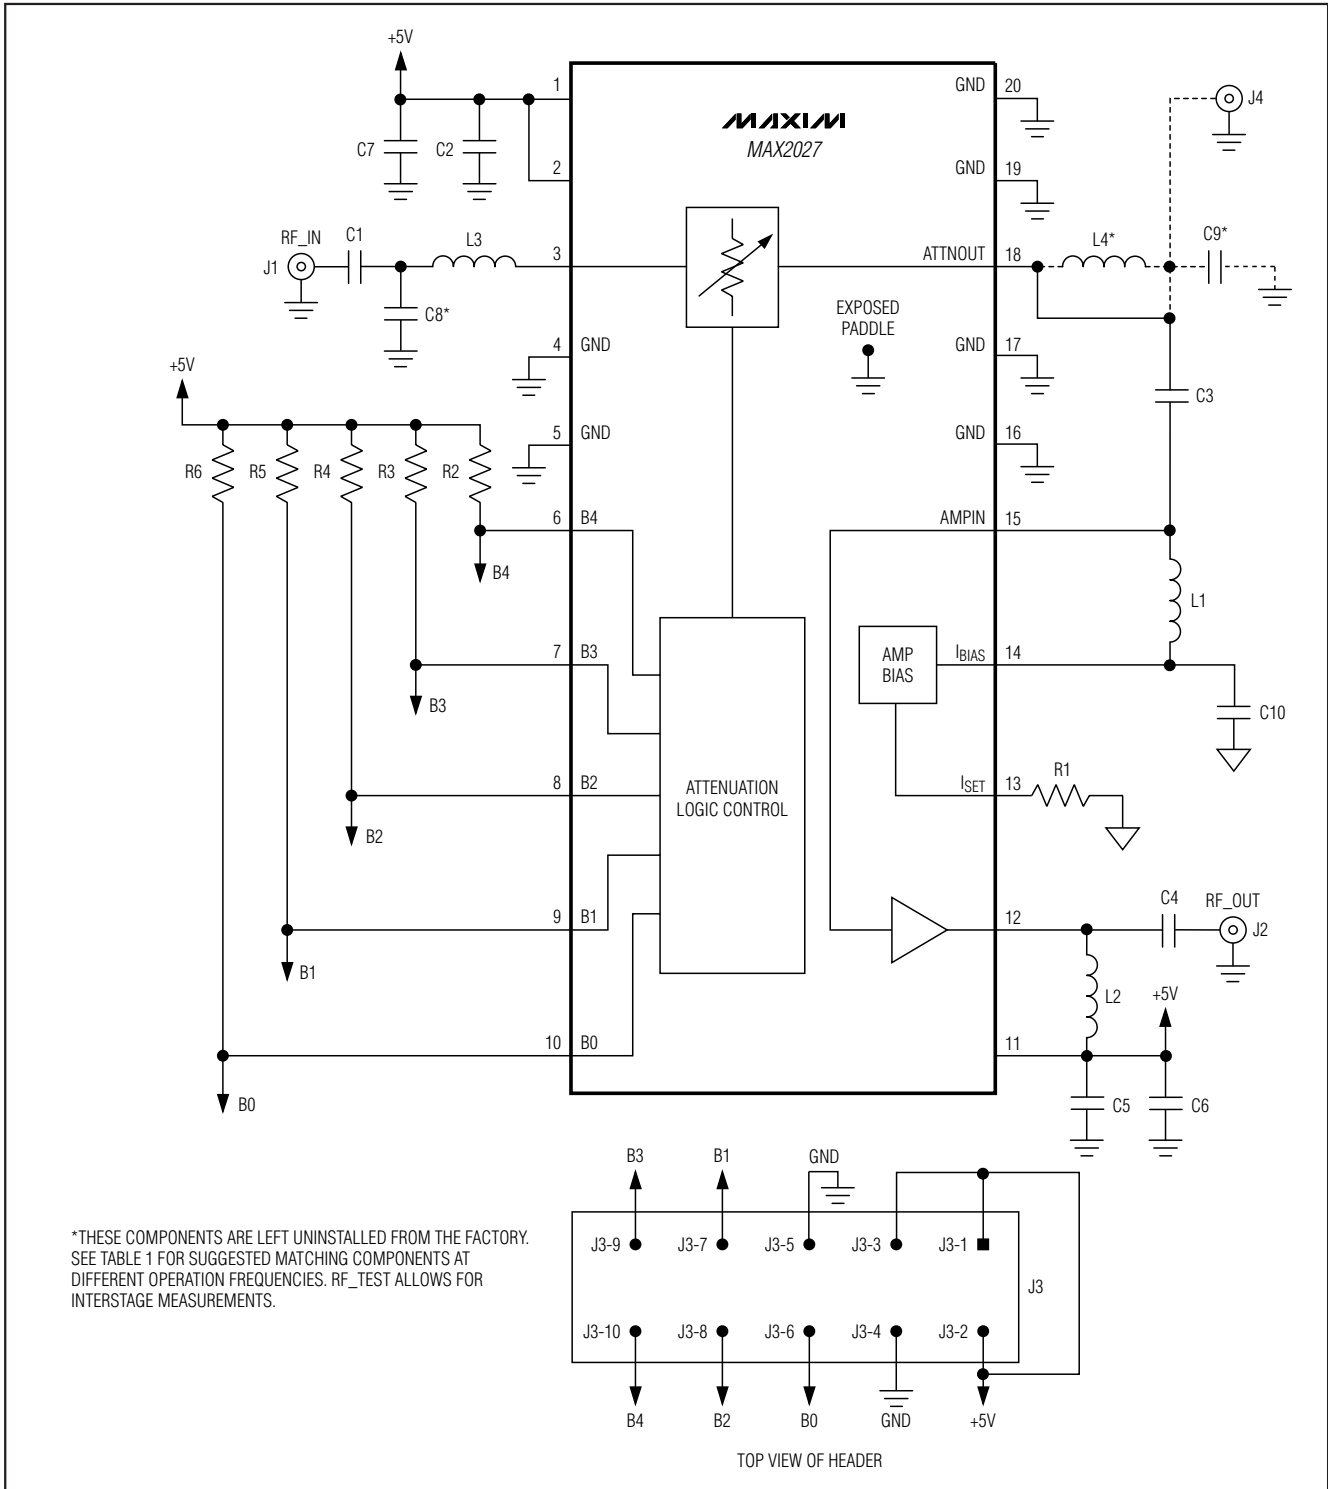 +5V
1
GND 20
J4
MAXIM
MAX2027
C7 C2
2
GND 19
RF_IN C1 L3
J1
3
ATTNOUT 18
L4* C9*
C8*
EXPOSED
PADDLE
4 GND
GND 17
+5V
C3
5 GND
GND 16
R6 R5 R4 R3 R2
6 B4
AMPIN 15
B4
L1
7 B3
AMP
BIAS
IBIAS 14
B3
C10
8 B2
ATTENUATION
LOGIC CONTROL
ISET 13
R1
B2
9 B1
12
C4 RF_OUT
J2
B1
L2
+5V
10 B0
11
B0
C5 C6
B3 B1 GND
J3-9 J3-7 J3-5 J3-3 J3-1
J3
J3-10 J3-8 J3-6 J3-4 J3-2
B4 B2 B0 GND +5V
TOP VIEW OF HEADER
*THESE COMPONENTS ARE LEFT UNINSTALLED FROM THE FACTORY.
SEE TABLE 1 FOR SUGGESTED MATCHING COMPONENTS AT
DIFFERENT OPERATION FREQUENCIES. RF_TEST ALLOWS FOR
INTERSTAGE MEASUREMENTS.